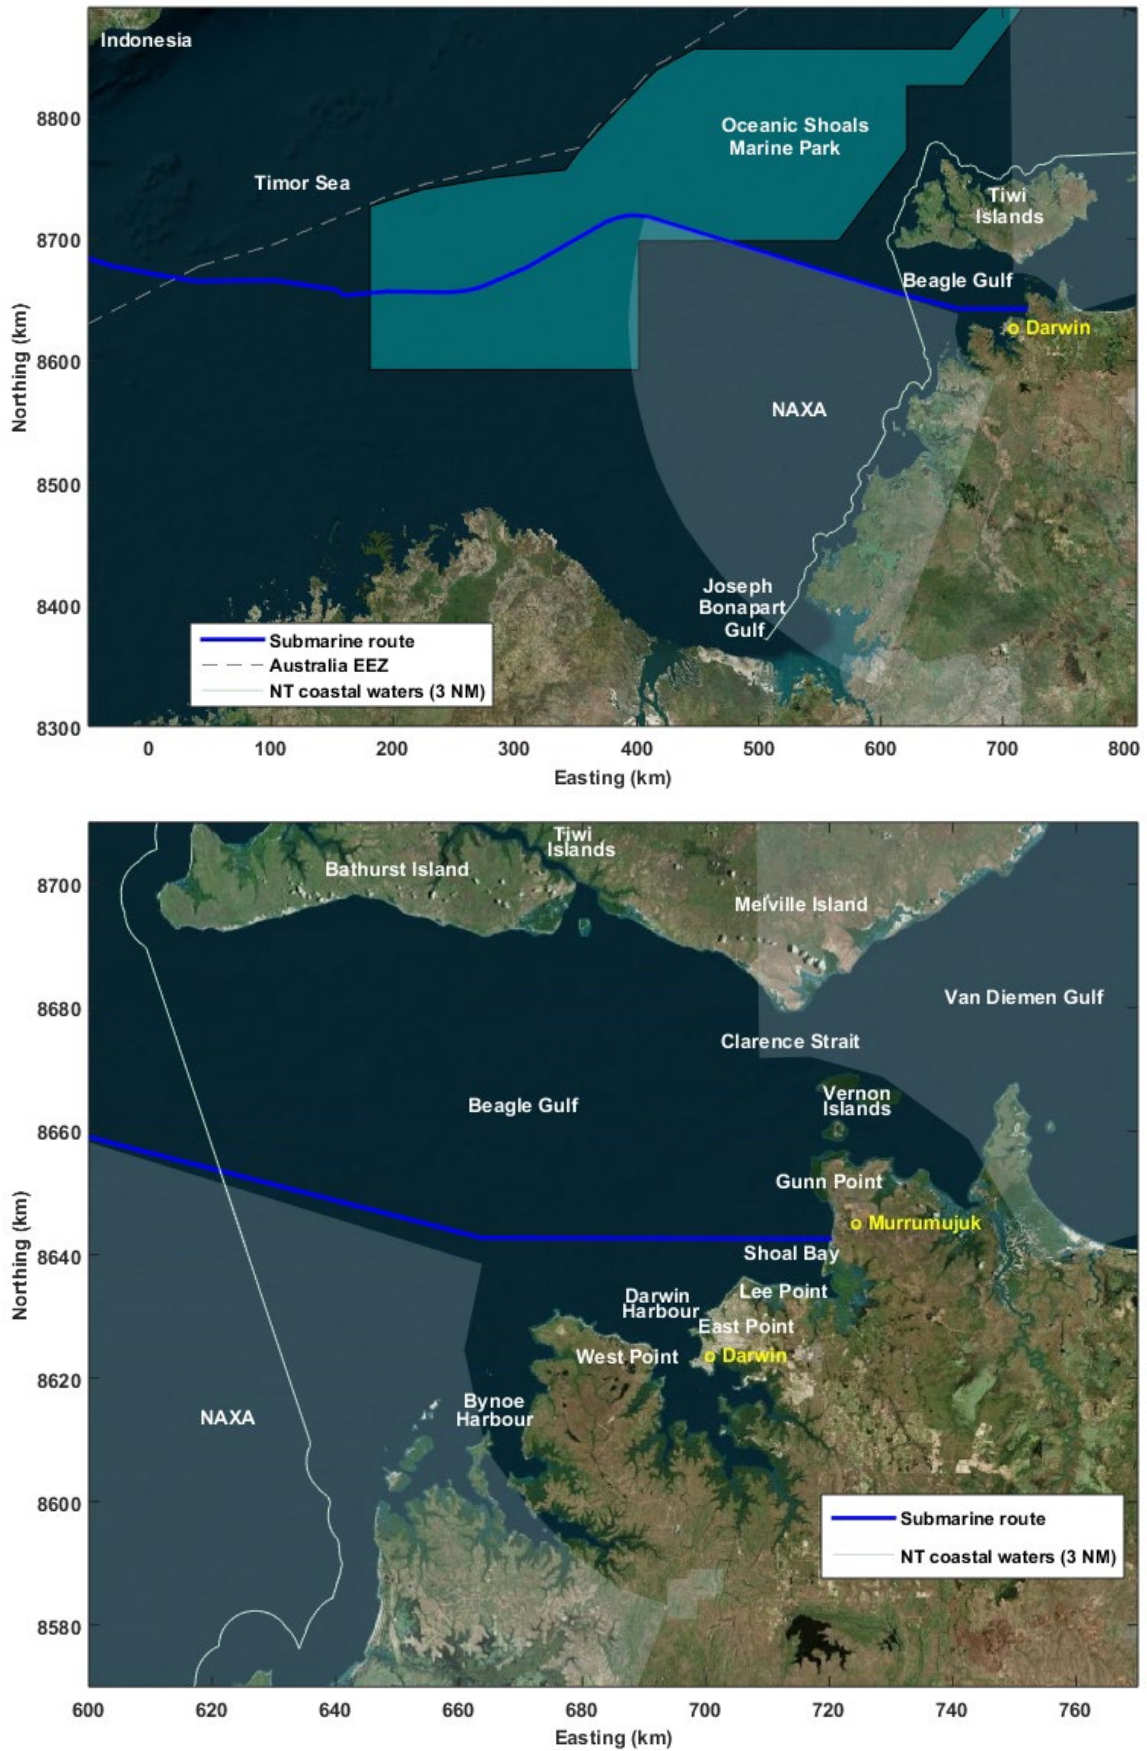 Indonesia
8800
Oceanic Shoals
Marine Park
Timor Sea
Tiwi
Islands
8700
Beagle Gulf
Darwin
Northing (km)
8600
NAXA
8500
Joseph
Bonapart
Gulf
8400
Submarine route
Australia EEZ
NT coastal waters (3 NM)
8300
0 100 200 300 400 500 600 700 800
Easting (km)
Tiwi
Islands
Bathurst Island
8700
Melville Island
Van Diemen Gulf
8680
Clarence Strait
Vernon
Islands
Beagle Gulf
8660
Gunn Point
Murrumujuk
Northing (km)
8640
Shoal Bay
Lee Point
Darwin
Harbour
East Point
West Point
Darwin
8620
Bynoe
Harbour
NAXA
8600
Submarine route
NT coastal waters (3 NM)
8580
600 620 640 660 680 700 720 740 760
Easting (km)